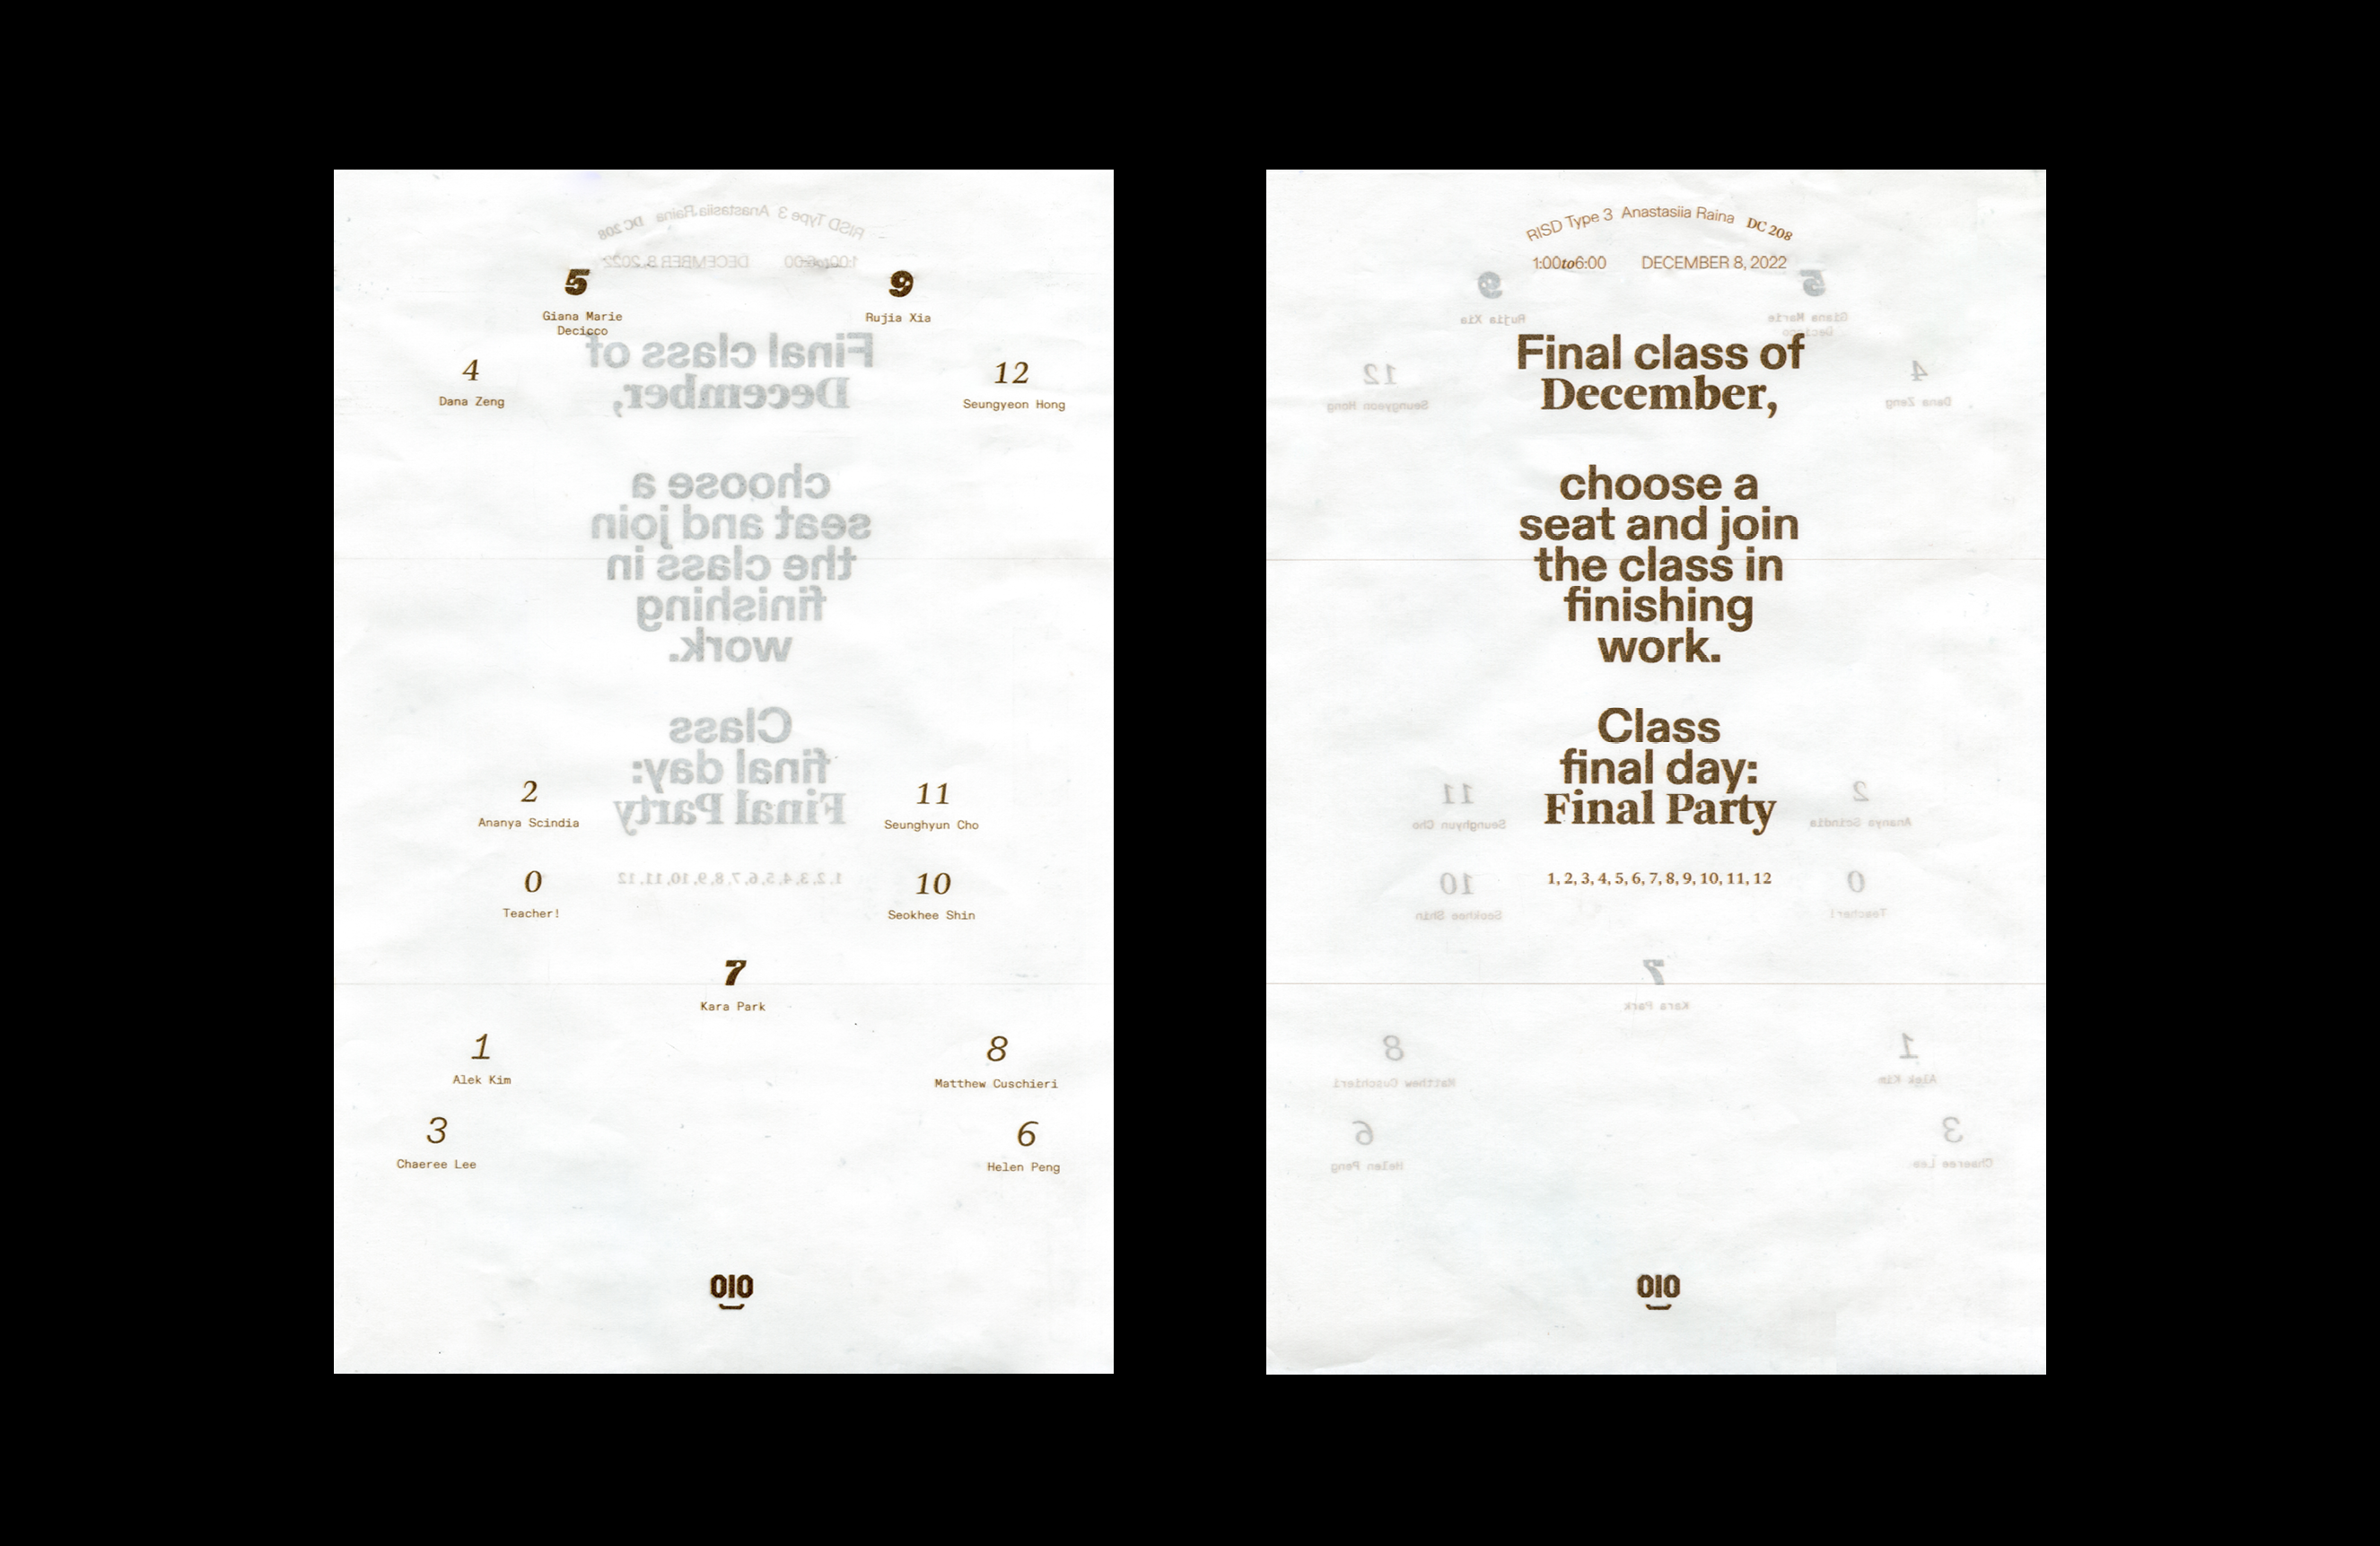 5
Giana Marie
Decicco
9
Rujia Xia
4
Dana Zeng
12
Seungyeon Hong
2
Ananya Scindia
11
Seunghyun Cho
0
Teacher!
10
Seokhee Shin
7
Kara Park
1
Alek Kim
8
Matthew Cuschieri
3
Chaeree Lee
6
Helen Peng
010
RISD Type 3 Anastasiia Raina DC 208
1:00to6:00 DECEMBER 8, 2022
Final class of
December,
choose a
seat and join
the class in
finishing
work.
Class
final day:
Final Party
1, 2, 3, 4, 5, 6, 7, 8, 9, 10, 11, 12
010